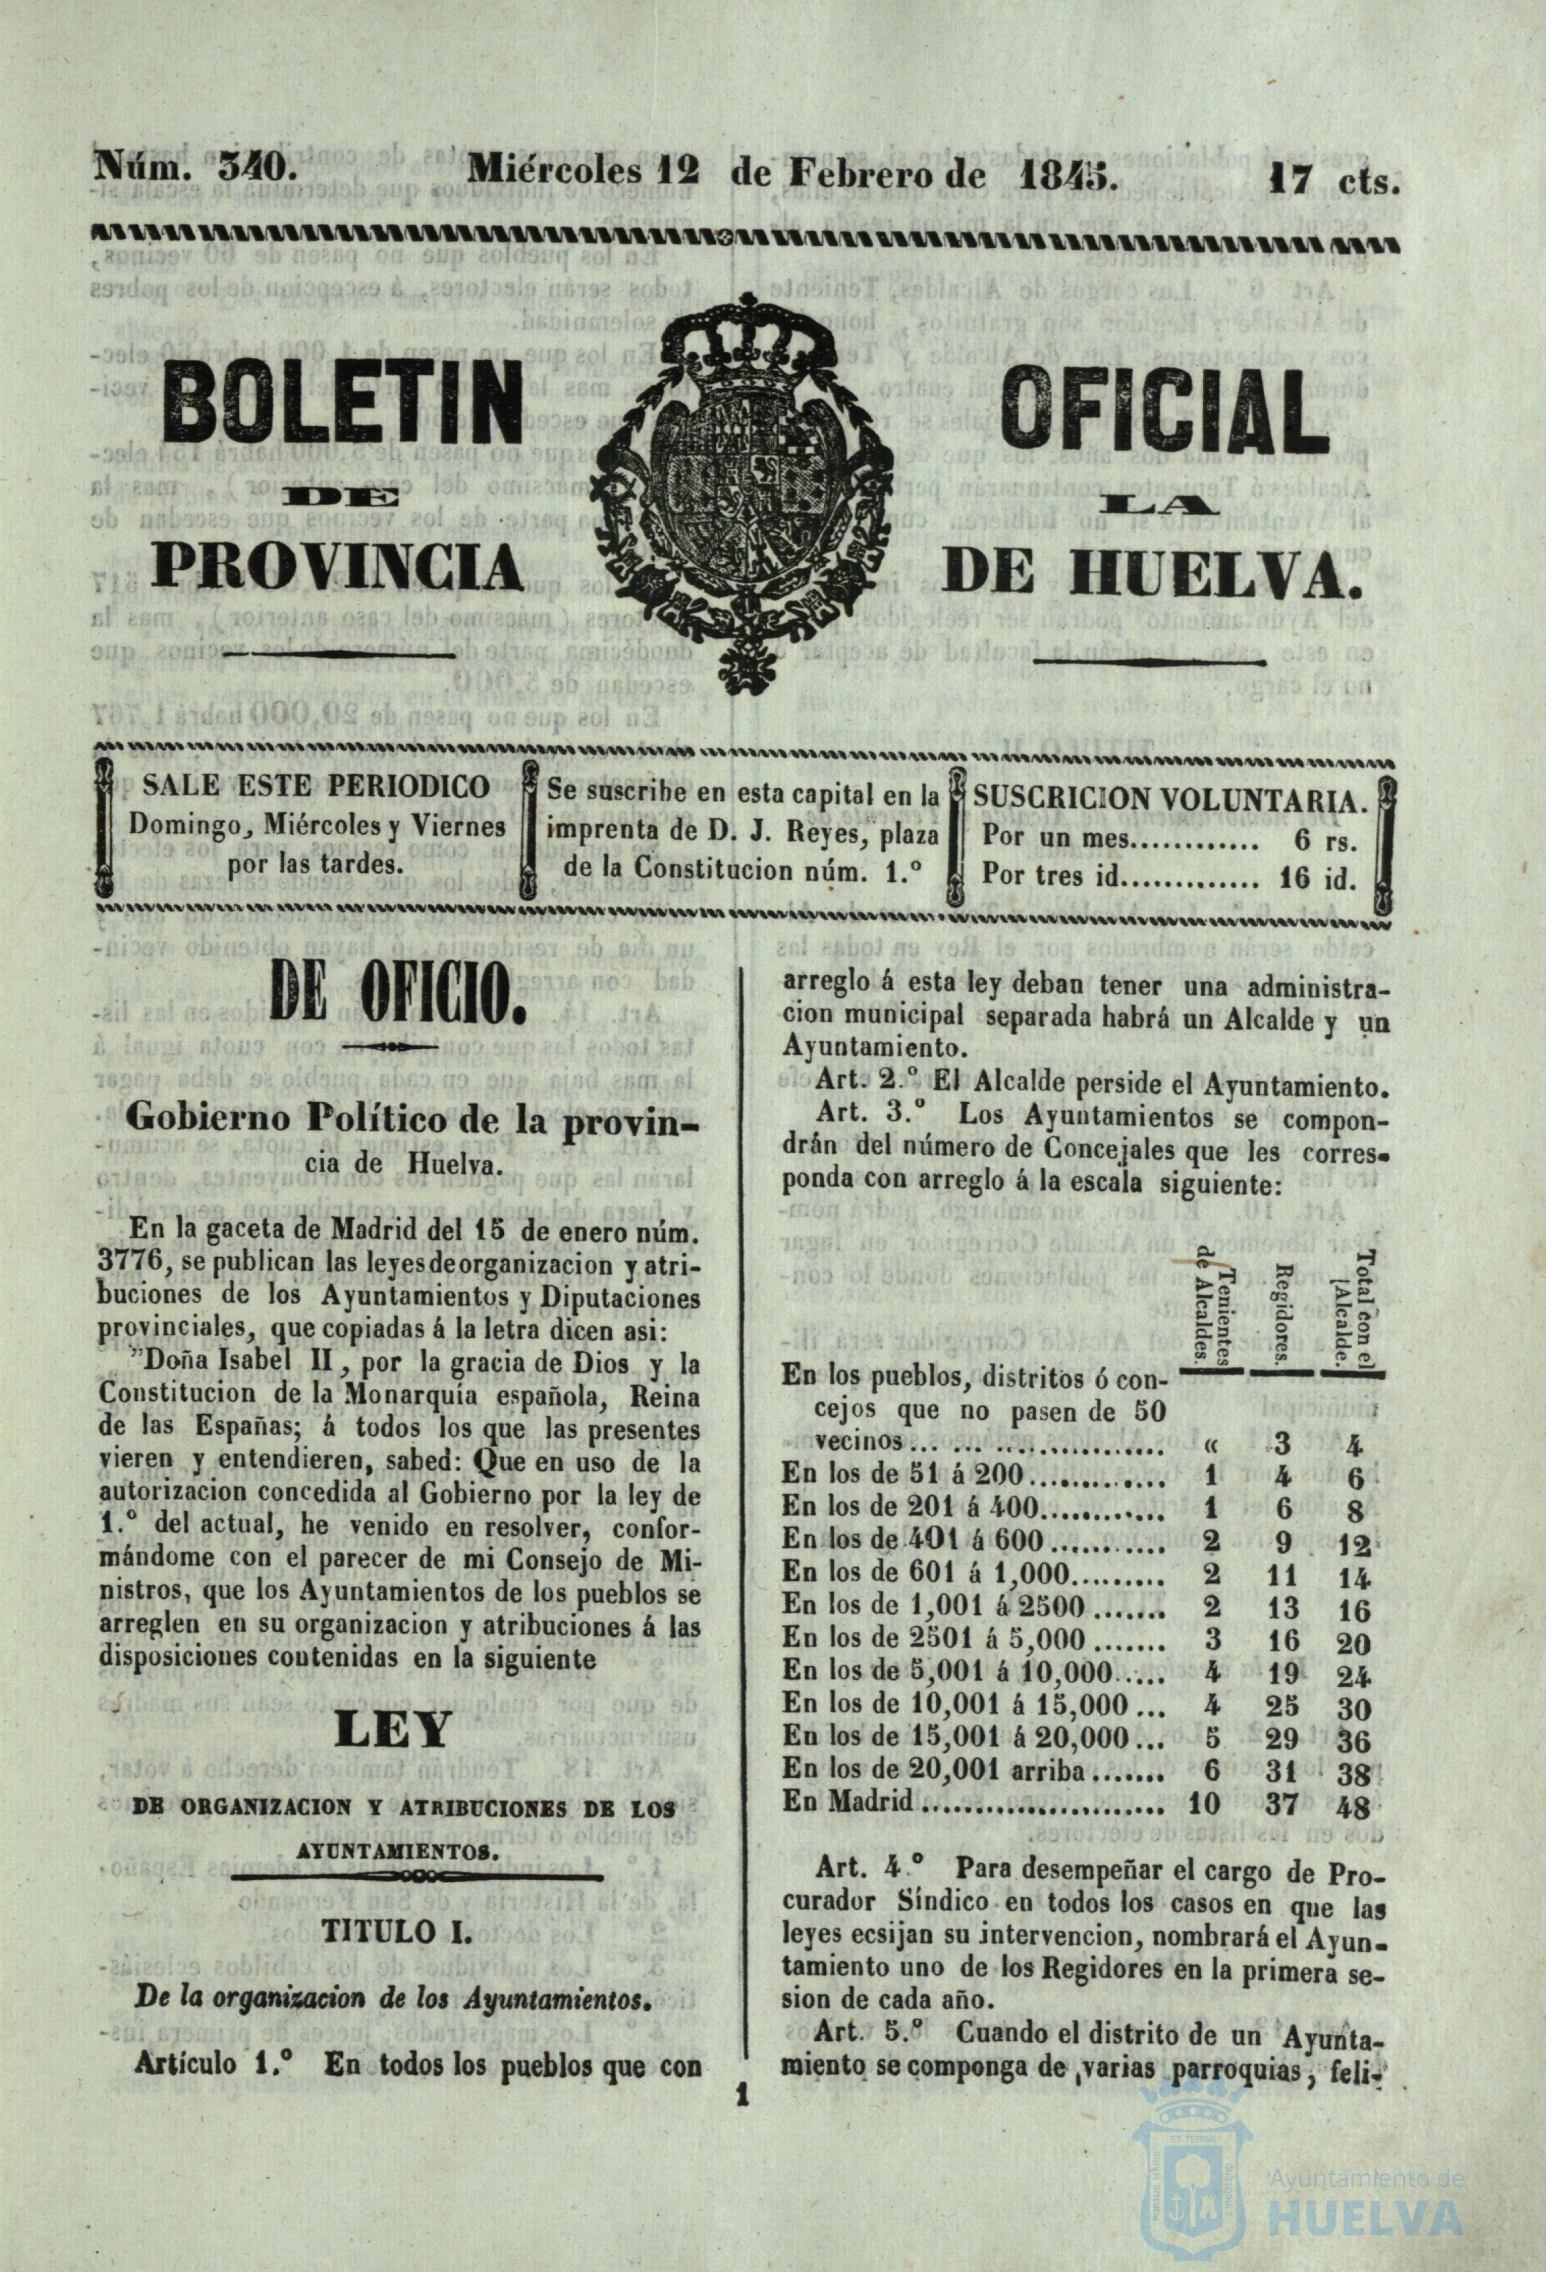 Núm. 340. Miércoles 12 de Febrero de 1845. 17 cts.
BOLETIN OFICIAL
DE LA
PROVINCIA DE HUELVA.
SALE ESTE PERIODICO
Domingo, Miércoles y Viernes
por las tardes.
Se suscribe en esta capital en la
imprenta de D. J. Reyes, plaza
de la Constitucion núm. 1.º
SUSCRICION VOLUNTARIA.
Por un mes............ 6 rs.
Por tres id............. 16 id.
DE OFICIO.
Gobierno Político de la provin-
cia de Huelva.
En la gaceta de Madrid del 15 de enero núm.
3776, se publican las leyes de organizacion y atri-
buciones de los Ayuntamientos y Diputaciones
provinciales, que copiadas á la letra dicen asi:
"Doña Isabel II, por la gracia de Dios y la
Constitucion de la Monarquía española, Reina
de las Españas; á todos los que las presentes
vieren y entendieren, sabed: Que en uso de la
autorizacion concedida al Gobierno por la ley de
1.º del actual, he venido en resolver, confor-
mándome con el parecer de mi Consejo de Mi-
nistros, que los Ayuntamientos de los pueblos se
arreglen en su organizacion y atribuciones á las
disposiciones contenidas en la siguiente
LEY
DE ORGANIZACION Y ATRIBUCIONES DE LOS
AYUNTAMIENTOS.
TITULO I.
De la organizacion de los Ayuntamientos.
Artículo 1.º En todos los pueblos que con
arreglo á esta ley deban tener una administra-
cion municipal separada habrá un Alcalde y un
Ayuntamiento.
Art. 2.º El Alcalde perside el Ayuntamiento.
Art. 3.º Los Ayuntamientos se compon-
drán del número de Concejales que les corres-
ponda con arreglo á la escala siguiente:
Tenientes de Alcaldes. Regidores. Total con el Alcalde.
En los pueblos, distritos ó con-
cejos que no pasen de 50
vecinos... ... ................ « 3 4
En los de 51 á 200............. 1 4 6
En los de 201 á 400............ 1 6 8
En los de 401 á 600........... 2 9 12
En los de 601 á 1,000......... 2 11 14
En los de 1,001 á 2500....... 2 13 16
En los de 2501 á 5,000....... 3 16 20
En los de 5,001 á 10,000..... 4 19 24
En los de 10,001 á 15,000... 4 25 30
En los de 15,001 á 20,000... 5 29 36
En los de 20,001 arriba....... 6 31 38
En Madrid....................... 10 37 48
Art. 4.º Para desempeñar el cargo de Pro-
curador Síndico en todos los casos en que las
leyes ecsijan su intervencion, nombrará el Ayun-
tamiento uno de los Regidores en la primera se-
sion de cada año.
Art. 5.º Cuando el distrito de un Ayunta-
miento se componga de varias parroquias, feli-
1
Ayuntamiento de
HUELVA